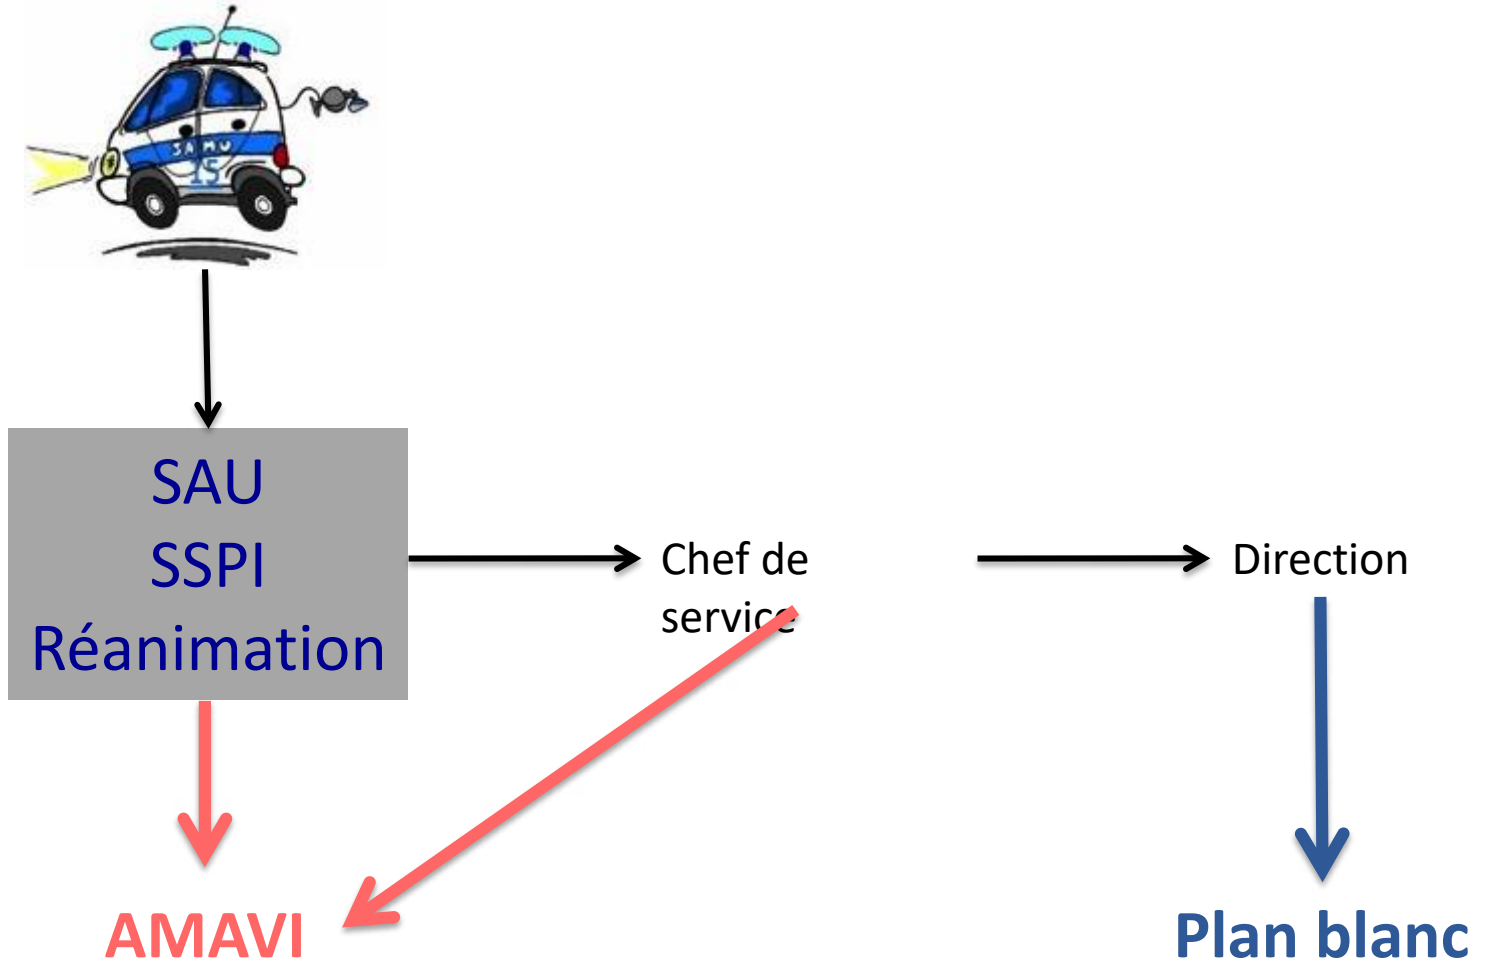 SAMU
15
SAU
SSPI
Réanimation
Chef de
service
Direction
AMAVI
Plan blanc